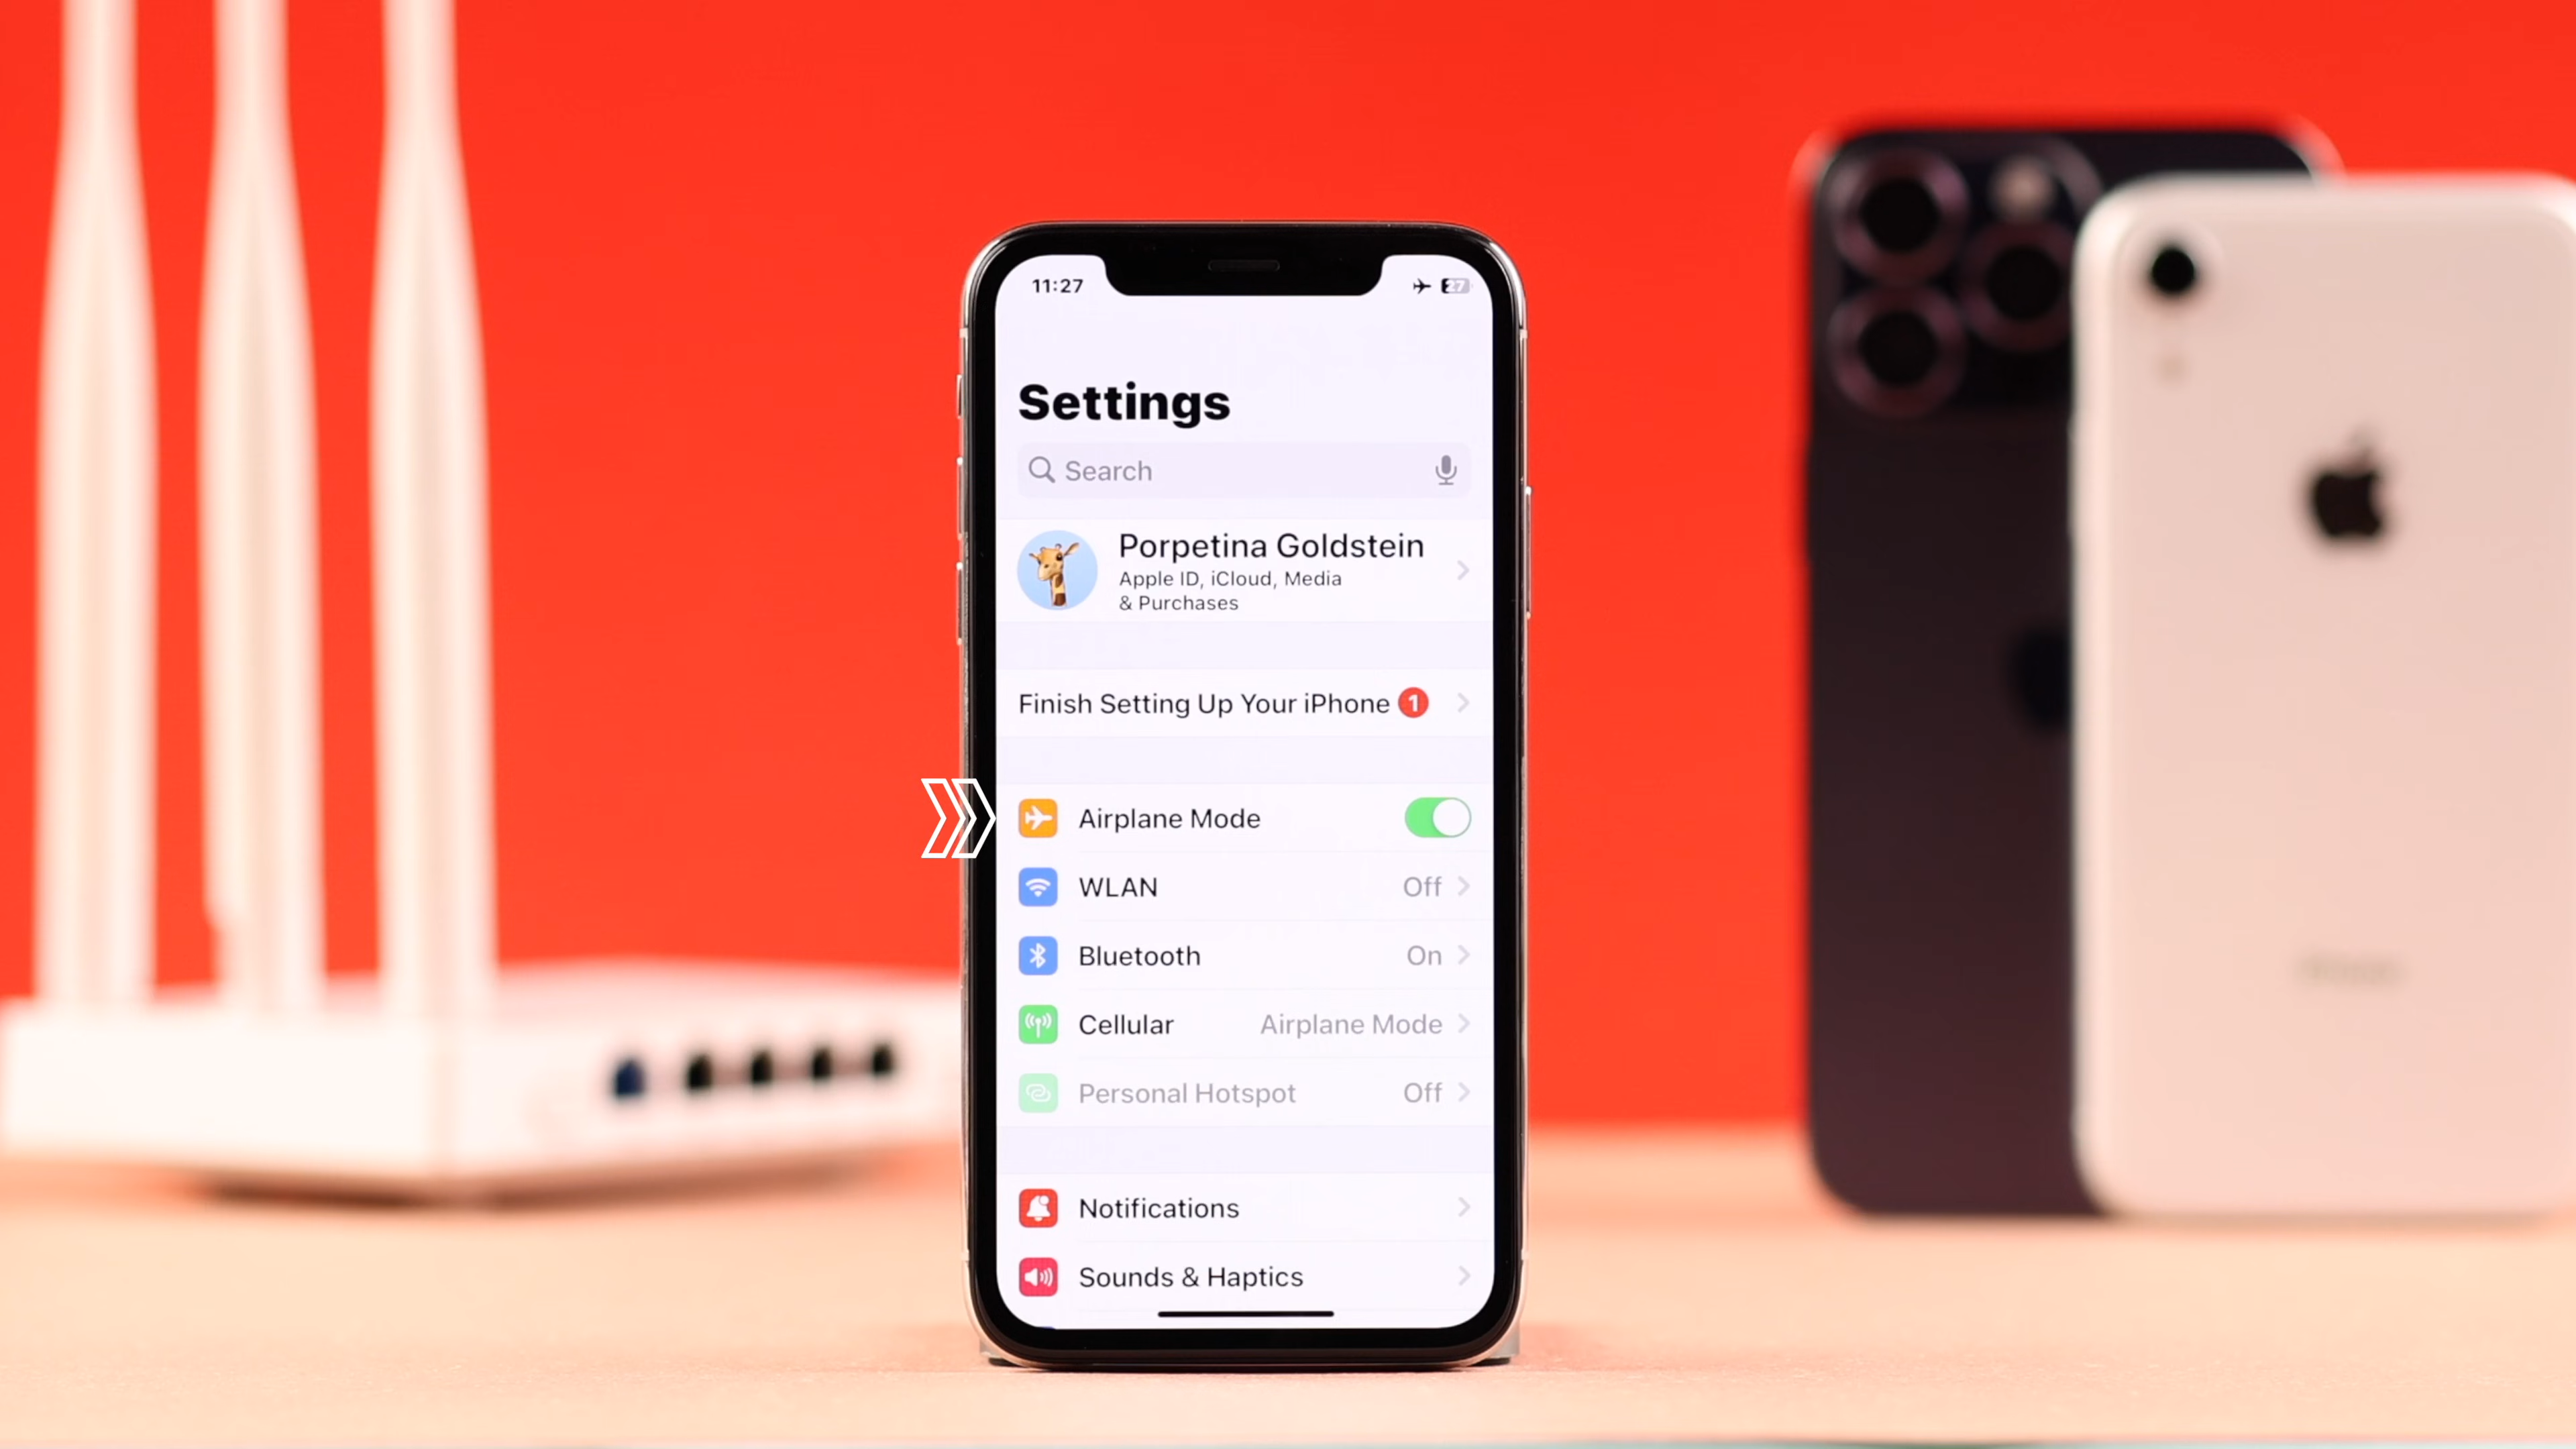 11:27
27
Settings
Search
Porpetina Goldstein
Apple ID, iCloud, Media
& Purchases
Finish Setting Up Your iPhone 1
Airplane Mode
WLAN Off
Bluetooth On
Cellular Airplane Mode
Personal Hotspot Off
Notifications
Sounds & Haptics